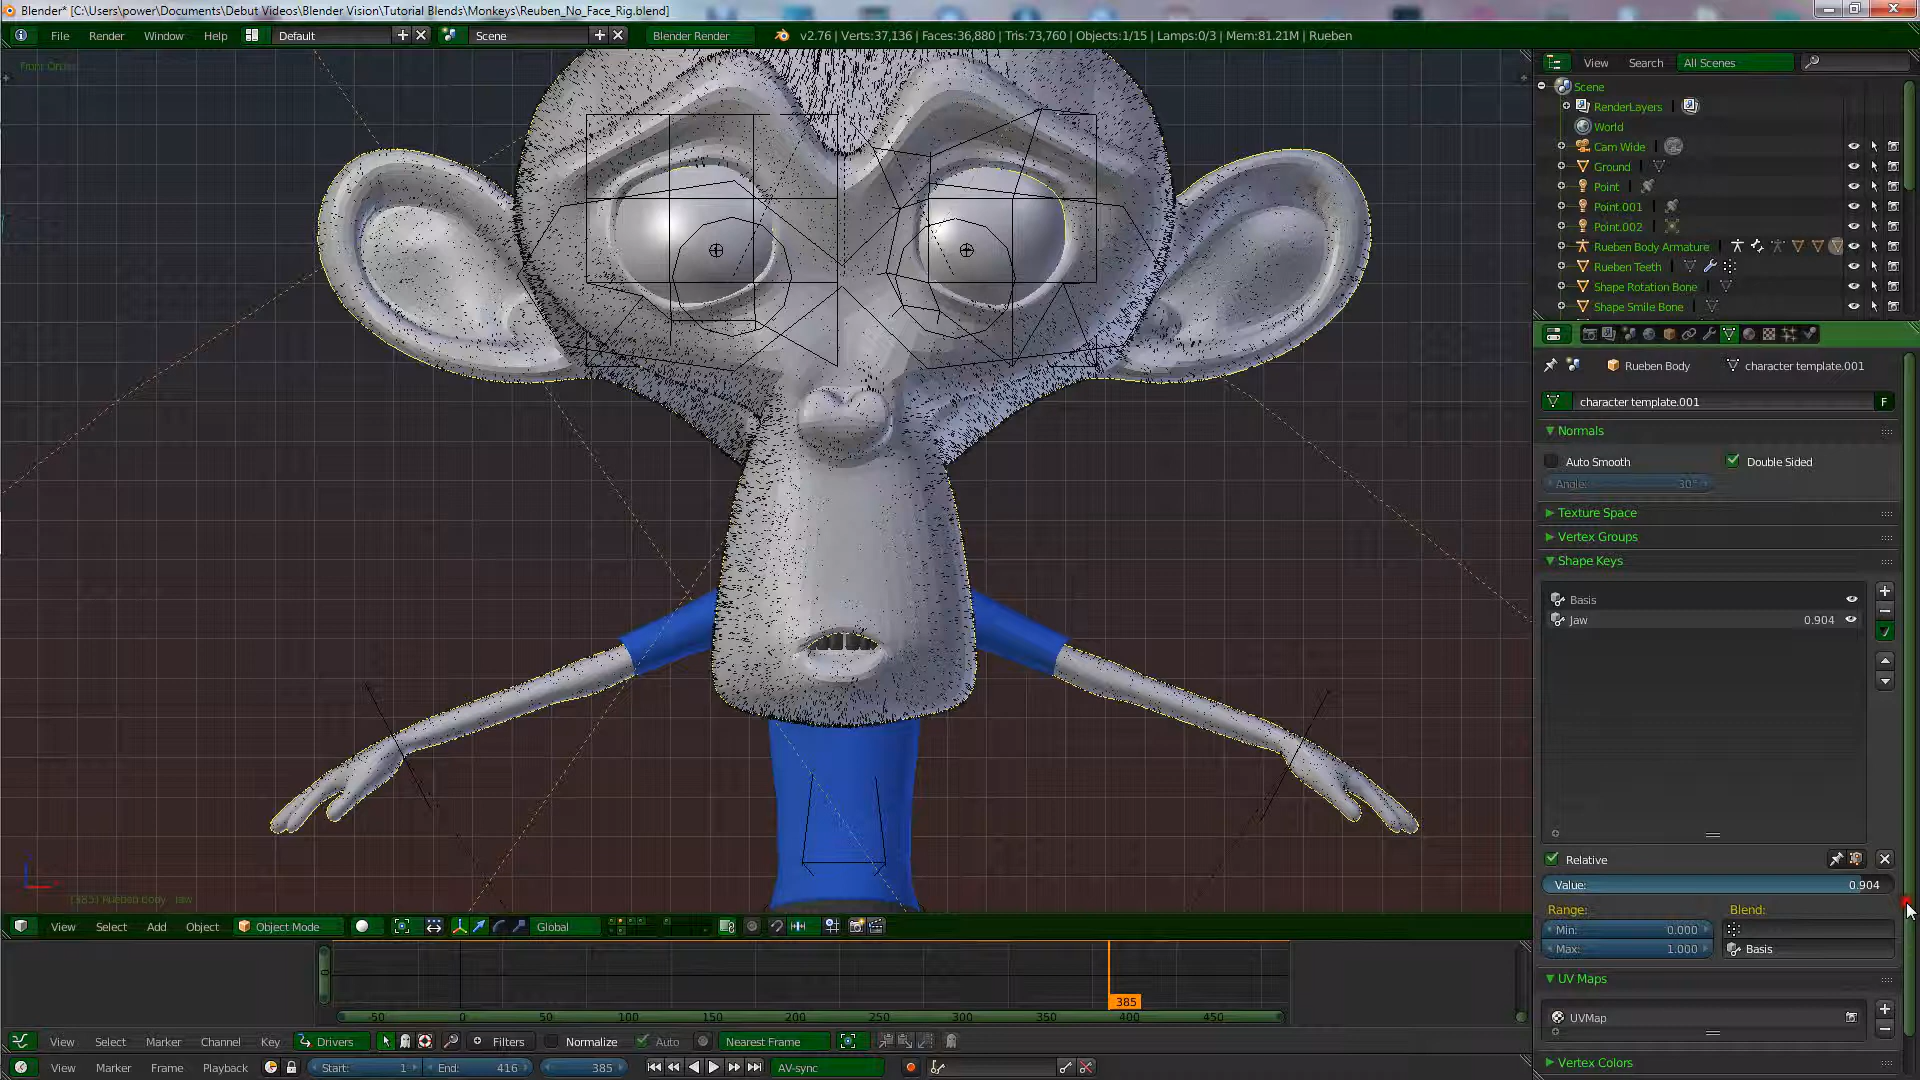 Blender* [C:\Users\power\Documents\Debut Videos\Blender Vision\Tutorial Blends\Monkeys\Reuben_No_Face_Rig.blend]
File Render Window Help Default Scene Blender Render v2.76 | Verts:37,136 | Faces:36,880 | Tris:73,760 | Objects:1/15 | Lamps:0/3 | Mem:81.21M | Rueben
Front Ortho
View Search All Scenes
Scene
RenderLayers
World
Cam Wide
Ground
Point
Point.001
Point.002
Rueben Body Armature
Rueben Teeth
Shape Rotation Bone
Shape Smile Bone
Rueben Body character template.001
character template.001 F
Normals
Auto Smooth Double Sided
Angle: 30°
Texture Space
Vertex Groups
Shape Keys
Basis
Jaw 0.904
Relative
Value: 0.904
Range: Blend:
Min: 0.000
Max: 1.000 Basis
UV Maps
UVMap
Vertex Colors
(385) Rueben body : Jaw
View Select Add Object Object Mode Global
385
-50 0 50 100 150 200 250 300 350 400 450
View Select Marker Channel Key Drivers Filters Normalize Auto Nearest Frame
View Marker Frame Playback Start: 1 End: 416 385 AV-sync